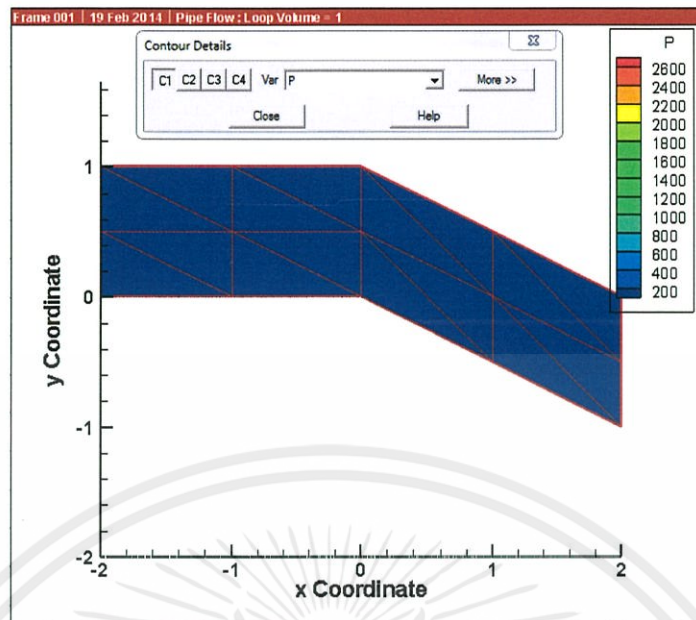 Frame 001 | 19 Feb 2014 | Pipe Flow : Loop Volume = 1
Contour Details
C1 C2 C3 C4 Var P More >>
Close Help
P
2600
2400
2200
2000
1800
1600
1400
1200
1000
800
600
400
200
y Coordinate
1
0
-1
-2
-2 -1 0 1 2
x Coordinate